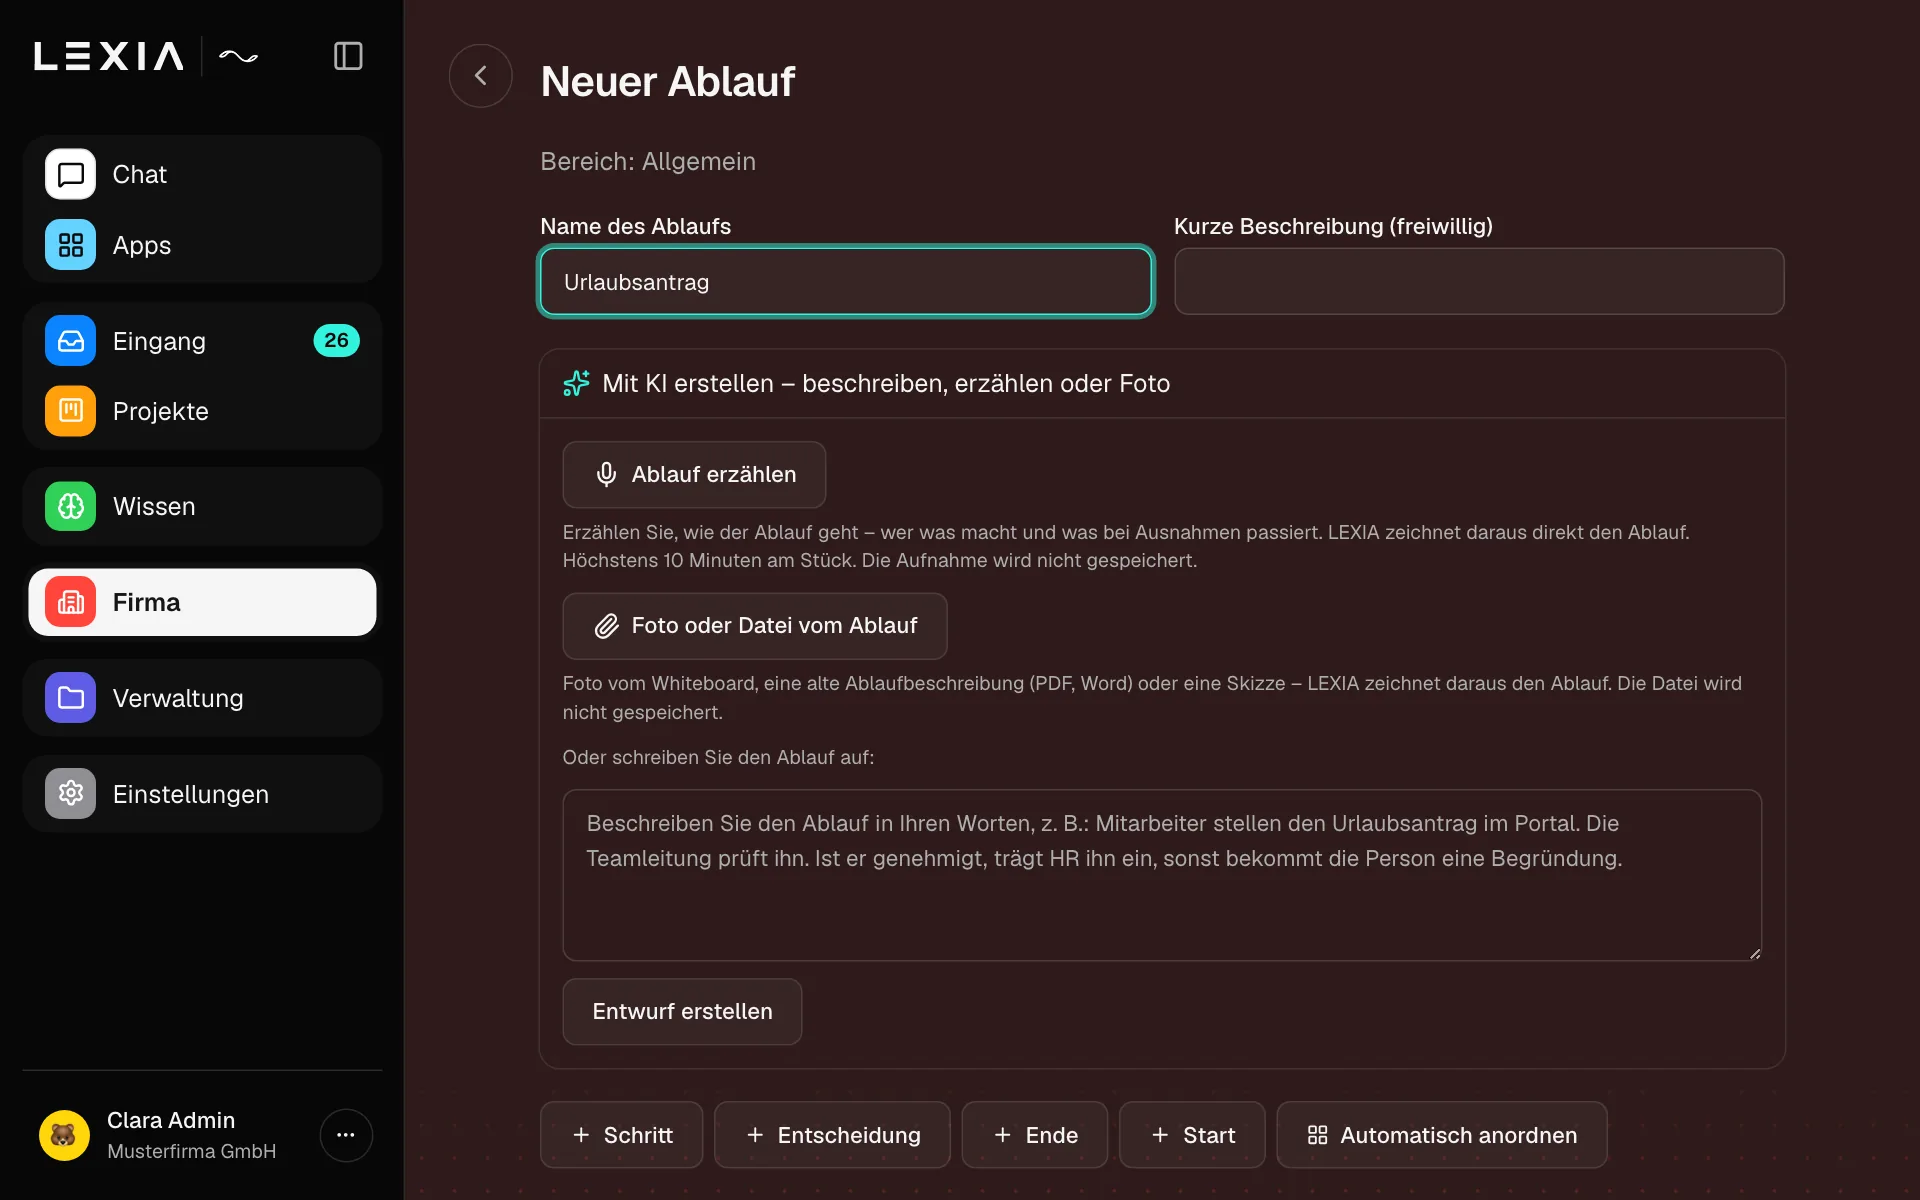 LEXIA
Chat
Apps
Eingang 26
Projekte
Wissen
Firma
Verwaltung
Einstellungen
Clara Admin
Musterfirma GmbH
Neuer Ablauf
Bereich: Allgemein
Name des Ablaufs
Urlaubsantrag
Kurze Beschreibung (freiwillig)
Mit KI erstellen – beschreiben, erzählen oder Foto
Ablauf erzählen
Erzählen Sie, wie der Ablauf geht – wer was macht und was bei Ausnahmen passiert. LEXIA zeichnet daraus direkt den Ablauf.
Höchstens 10 Minuten am Stück. Die Aufnahme wird nicht gespeichert.
Foto oder Datei vom Ablauf
Foto vom Whiteboard, eine alte Ablaufbeschreibung (PDF, Word) oder eine Skizze – LEXIA zeichnet daraus den Ablauf. Die Datei wird
nicht gespeichert.
Oder schreiben Sie den Ablauf auf:
Beschreiben Sie den Ablauf in Ihren Worten, z. B.: Mitarbeiter stellen den Urlaubsantrag im Portal. Die
Teamleitung prüft ihn. Ist er genehmigt, trägt HR ihn ein, sonst bekommt die Person eine Begründung.
Entwurf erstellen
+ Schritt
+ Entscheidung
+ Ende
+ Start
Automatisch anordnen